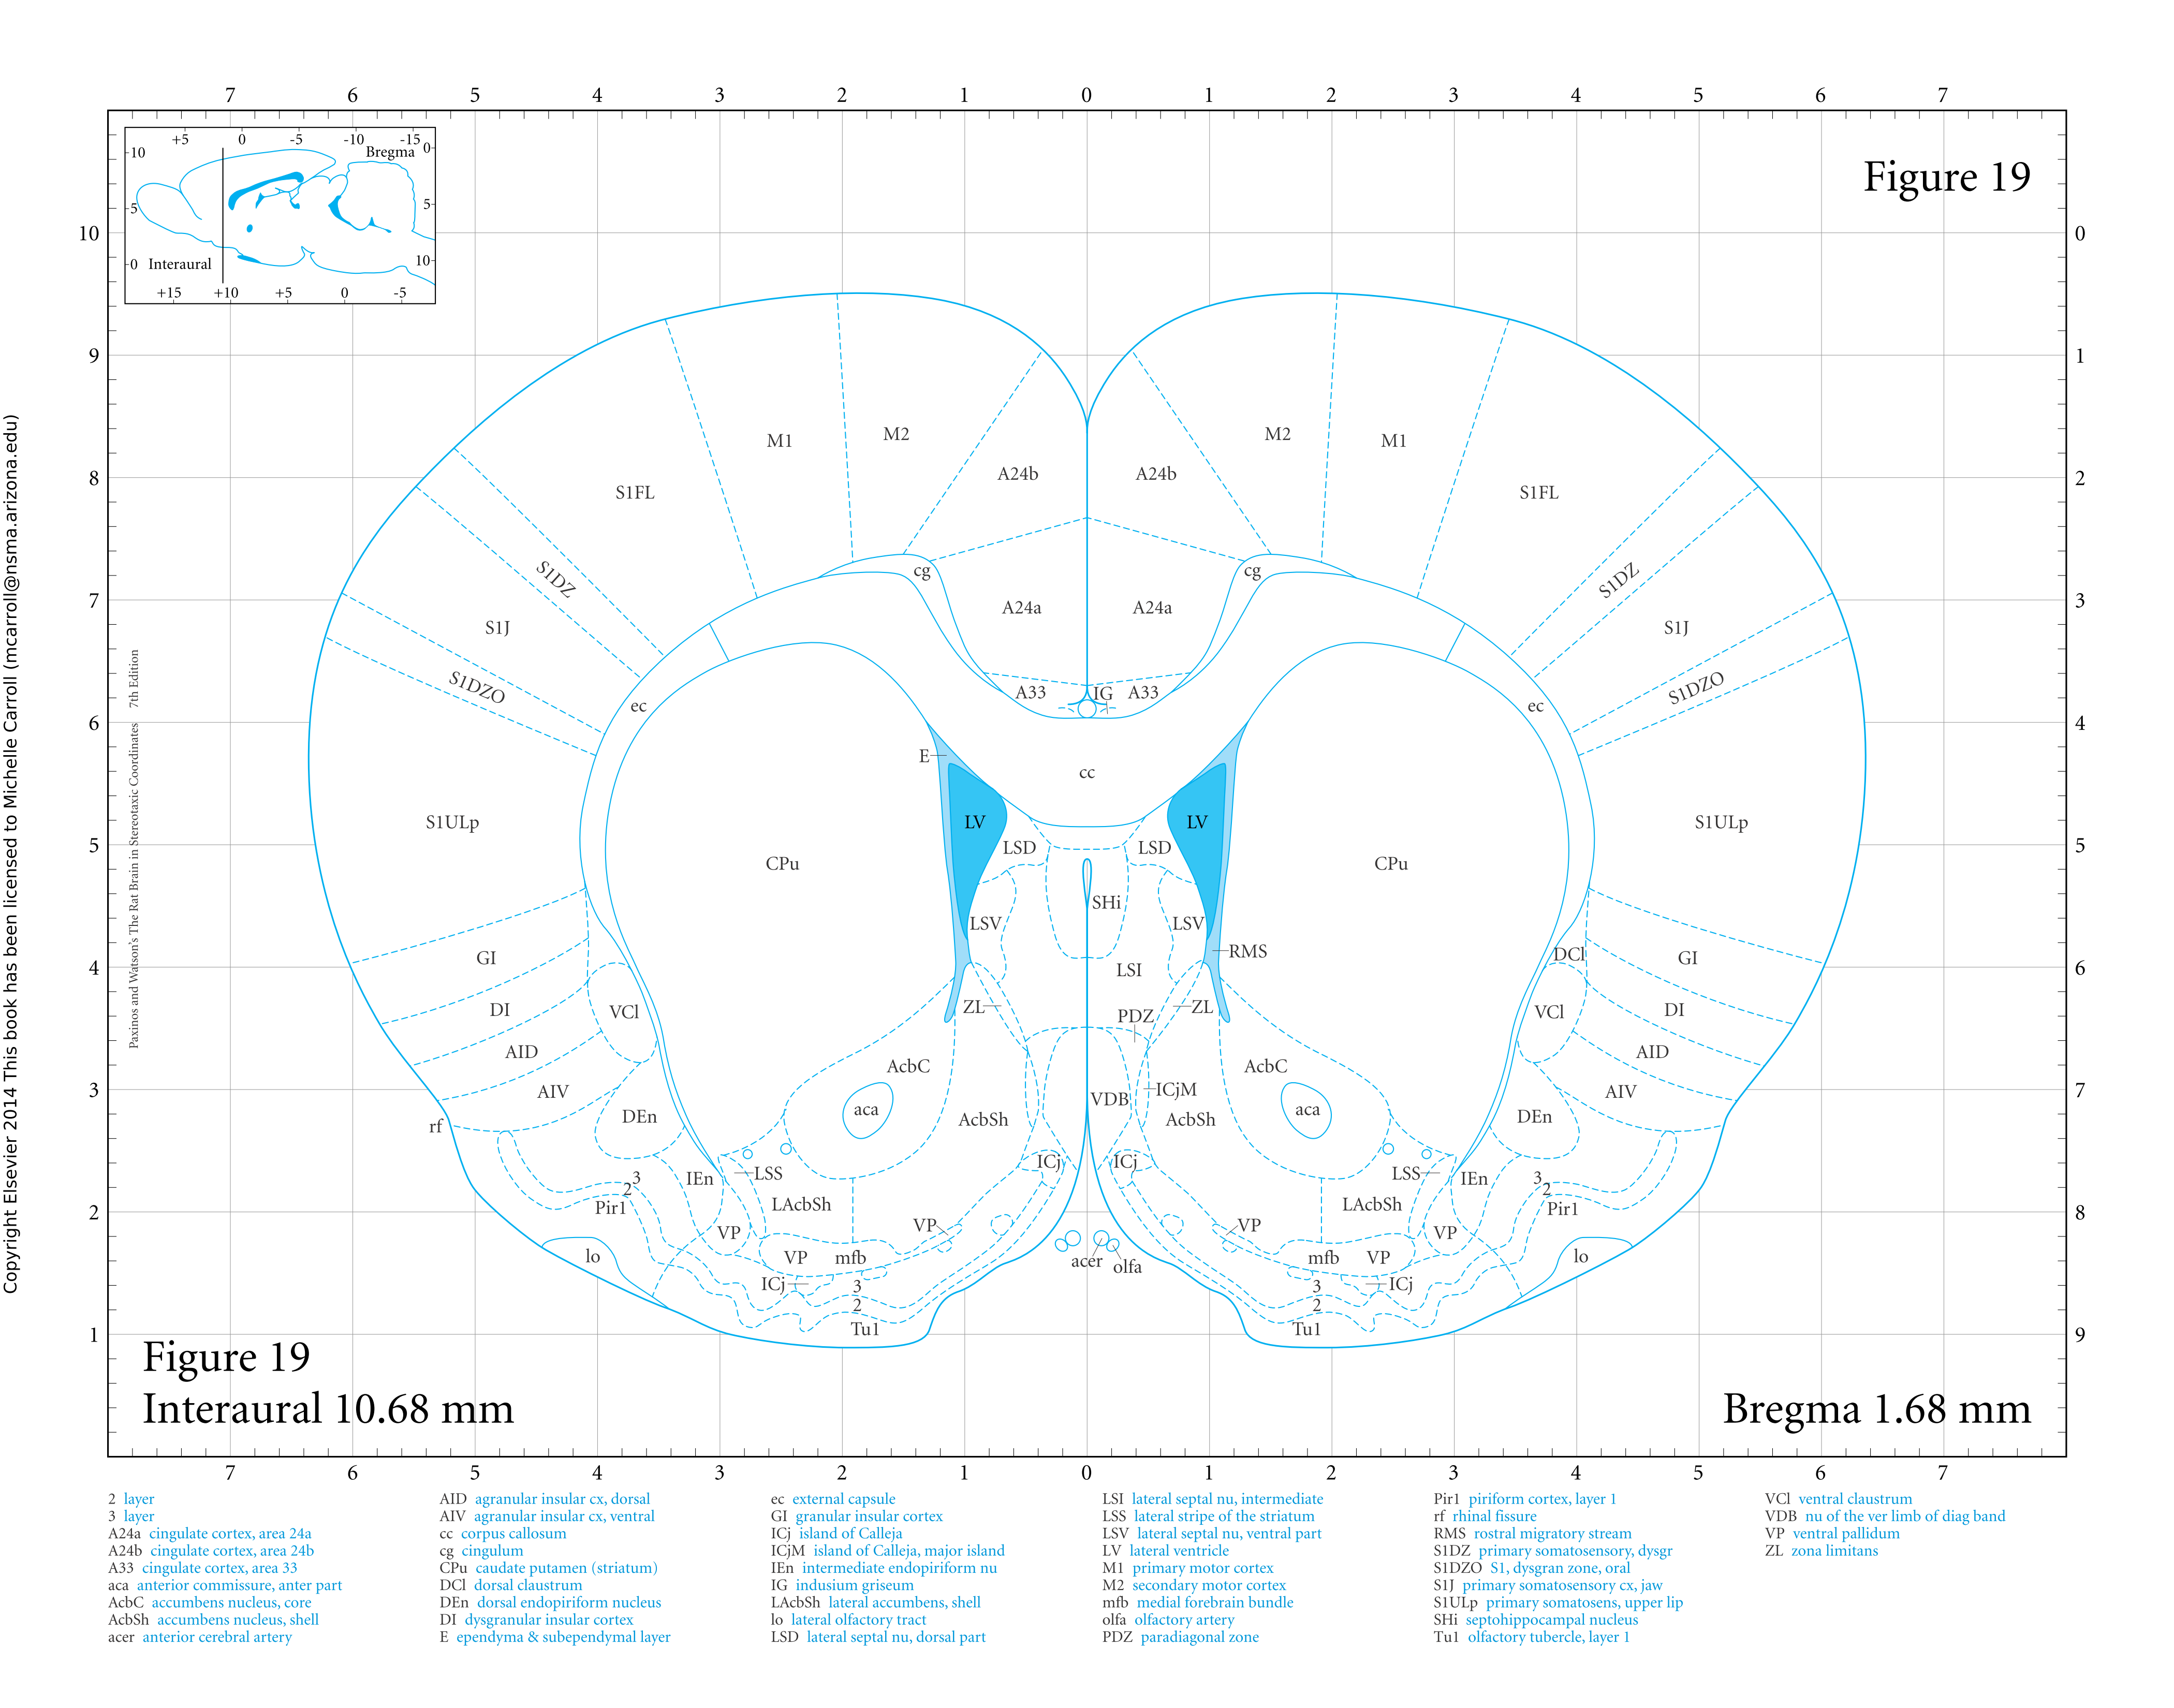 7 6 5 4 3 2 1 0 1 2 3 4 5 6 7
+5 0 -5 -10 -15
Bregma 0
10
5 5
0 Interaural 10
+15 +10 +5 0 -5
Figure 19
10 0
9 1
8 2
7 3
6 4
5 5
4 6
3 7
2 8
1 9
M1 M2 M2 M1
A24b A24b
S1FL S1FL
S1DZ cg cg S1DZ
S1J A24a A24a S1J
S1DZO A33 IG A33 S1DZO
ec ec
E cc
S1ULp LV LV S1ULp
CPu LSD LSD CPu
SHi
LSV LSV
GI RMS DCl GI
LSI
DI VCl ZL PDZ ZL VCl DI
AID AID
AcbC AcbC
AIV VDB ICjM AIV
aca aca
rf DEn AcbSh AcbSh DEn
ICj ICj
3 IEn LSS LSS IEn 3
2 2
Pir1 LAcbSh LAcbSh Pir1
VP VP VP VP
lo VP mfb acer olfa mfb VP lo
ICj 3 3 ICj
2 2
Tu1 Tu1
Figure 19
Interaural 10.68 mm
Bregma 1.68 mm
7 6 5 4 3 2 1 0 1 2 3 4 5 6 7
Copyright Elsevier 2014 This book has been licensed to Michelle Carroll (mcarroll@nsma.arizona.edu)
Paxinos and Watson's The Rat Brain in Stereotaxic Coordinates 7th Edition
2 layer
3 layer
A24a cingulate cortex, area 24a
A24b cingulate cortex, area 24b
A33 cingulate cortex, area 33
aca anterior commissure, anter part
AcbC accumbens nucleus, core
AcbSh accumbens nucleus, shell
acer anterior cerebral artery
AID agranular insular cx, dorsal
AIV agranular insular cx, ventral
cc corpus callosum
cg cingulum
CPu caudate putamen (striatum)
DCl dorsal claustrum
DEn dorsal endopiriform nucleus
DI dysgranular insular cortex
E ependyma & subependymal layer
ec external capsule
GI granular insular cortex
ICj island of Calleja
ICjM island of Calleja, major island
IEn intermediate endopiriform nu
IG indusium griseum
LAcbSh lateral accumbens, shell
lo lateral olfactory tract
LSD lateral septal nu, dorsal part
LSI lateral septal nu, intermediate
LSS lateral stripe of the striatum
LSV lateral septal nu, ventral part
LV lateral ventricle
M1 primary motor cortex
M2 secondary motor cortex
mfb medial forebrain bundle
olfa olfactory artery
PDZ paradiagonal zone
Pir1 piriform cortex, layer 1
rf rhinal fissure
RMS rostral migratory stream
S1DZ primary somatosensory, dysgr
S1DZO S1, dysgran zone, oral
S1J primary somatosensory cx, jaw
S1ULp primary somatosens, upper lip
SHi septohippocampal nucleus
Tu1 olfactory tubercle, layer 1
VCl ventral claustrum
VDB nu of the ver limb of diag band
VP ventral pallidum
ZL zona limitans